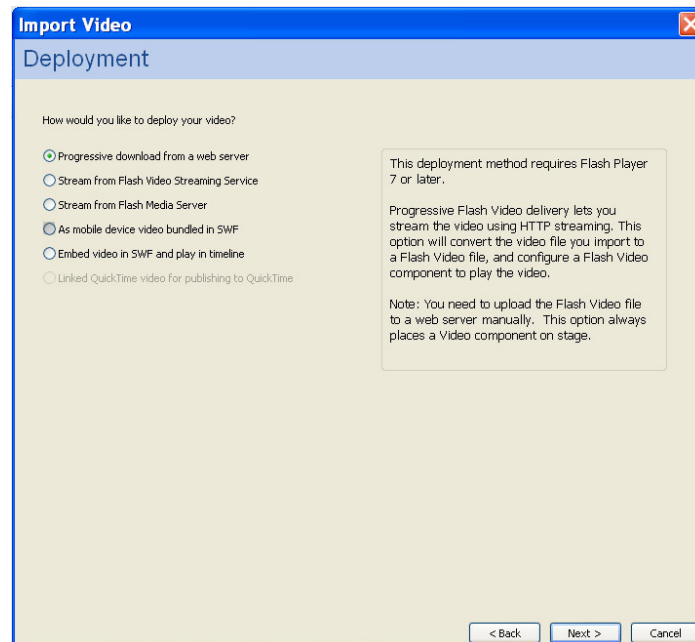 Import Video
Deployment
How would you like to deploy your video?
Progressive download from a web server
Stream from Flash Video Streaming Service
Stream from Flash Media Server
As mobile device video bundled in SWF
Embed video in SWF and play in timeline
Linked QuickTime video for publishing to QuickTime
This deployment method requires Flash Player
7 or later.
Progressive Flash Video delivery lets you
stream the video using HTTP streaming. This
option will convert the video file you import to
a Flash Video file, and configure a Flash Video
component to play the video.
Note: You need to upload the Flash Video file
to a web server manually. This option always
places a Video component on stage.
< Back
Next >
Cancel